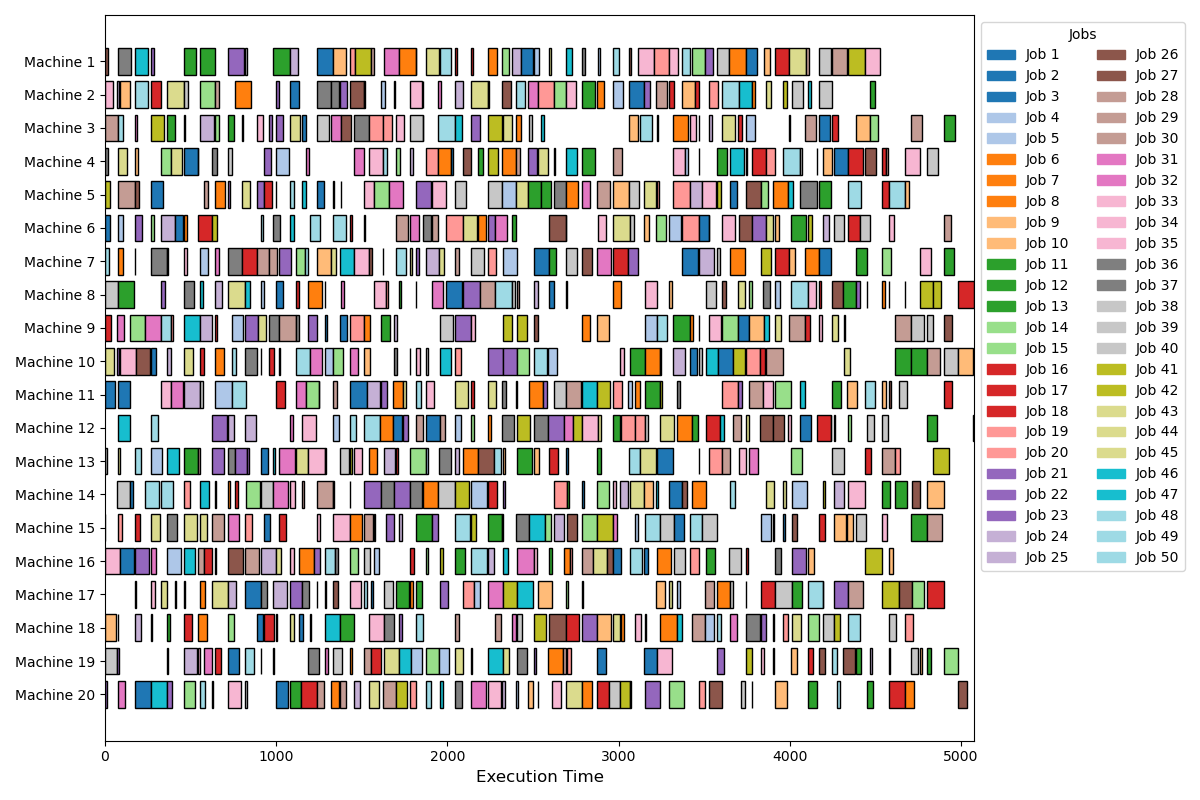 Machine 1
Machine 2
Machine 3
Machine 4
Machine 5
Machine 6
Machine 7
Machine 8
Machine 9
Machine 10
Machine 11
Machine 12
Machine 13
Machine 14
Machine 15
Machine 16
Machine 17
Machine 18
Machine 19
Machine 20
0 1000 2000 3000 4000 5000
Execution Time
Jobs
Job 1
Job 2
Job 3
Job 4
Job 5
Job 6
Job 7
Job 8
Job 9
Job 10
Job 11
Job 12
Job 13
Job 14
Job 15
Job 16
Job 17
Job 18
Job 19
Job 20
Job 21
Job 22
Job 23
Job 24
Job 25
Job 26
Job 27
Job 28
Job 29
Job 30
Job 31
Job 32
Job 33
Job 34
Job 35
Job 36
Job 37
Job 38
Job 39
Job 40
Job 41
Job 42
Job 43
Job 44
Job 45
Job 46
Job 47
Job 48
Job 49
Job 50